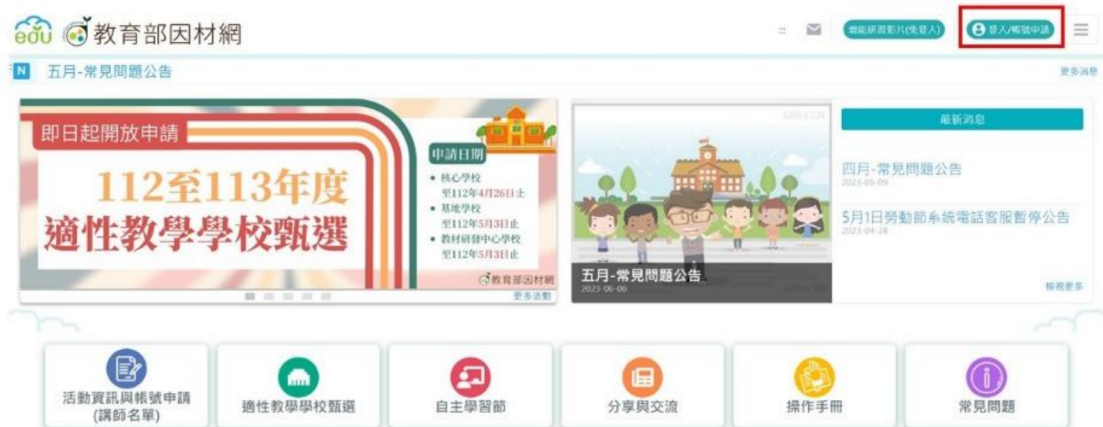 edu 教育部因材網
增能研習影片(免登入)
登入/帳號申請
N 五月-常見問題公告
更多消息
即日起開放申請
112至113年度
適性教學學校甄選
申請日期
• 核心學校
至112年4月26日止
• 基地學校
至112年5月3日止
• 教材研發中心學校
至112年5月3日止
教育部因材網
更多活動
五月-常見問題公告
2023-06-06
最新消息
四月-常見問題公告
2023-05-09
5月1日勞動節系統電話客服暫停公告
2023-04-28
檢視更多
活動資訊與帳號申請
(講師名單)
適性教學學校甄選
自主學習節
分享與交流
操作手冊
常見問題